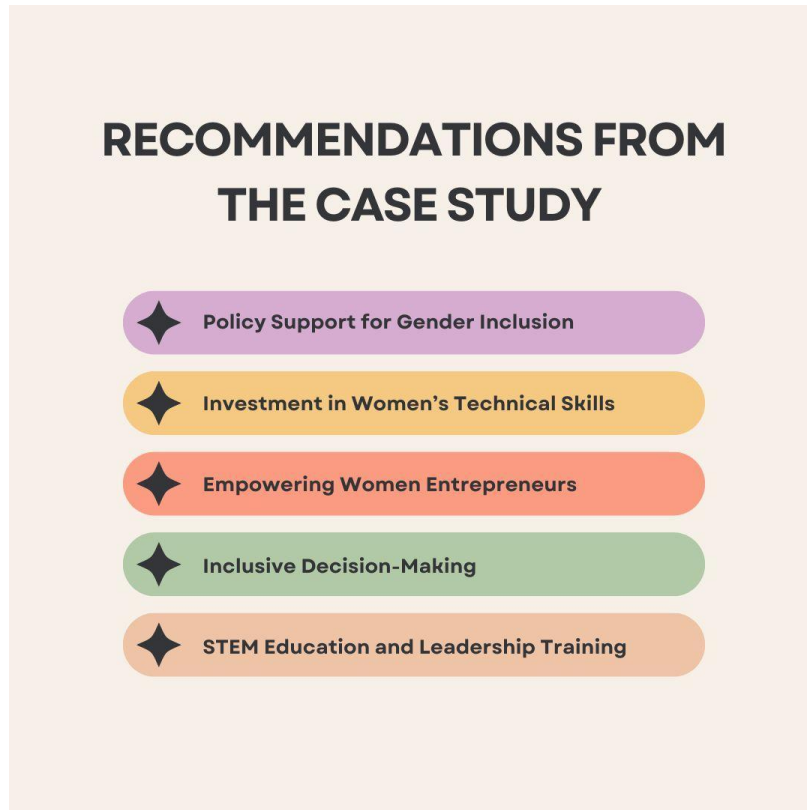 RECOMMENDATIONS FROM
THE CASE STUDY
Policy Support for Gender Inclusion
Investment in Women’s Technical Skills
Empowering Women Entrepreneurs
Inclusive Decision-Making
STEM Education and Leadership Training